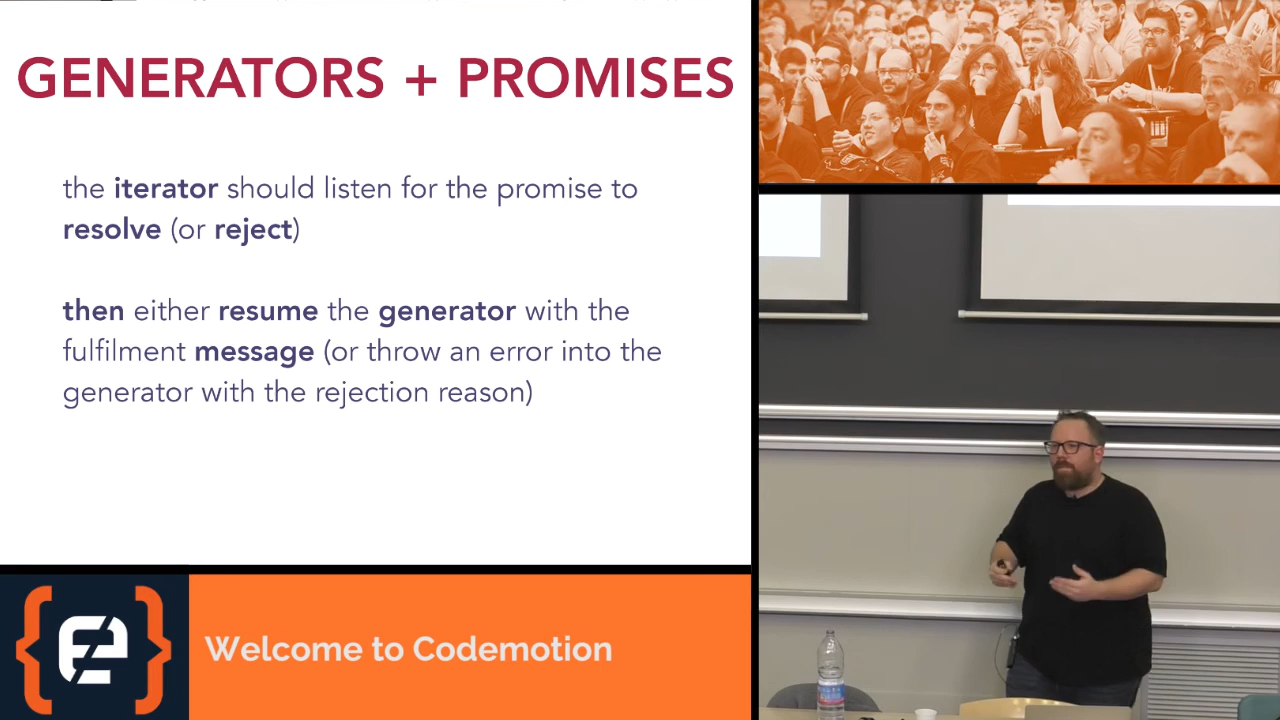 GENERATORS + PROMISES
the iterator should listen for the promise to
resolve (or reject)
then either resume the generator with the
fulfilment message (or throw an error into the
generator with the rejection reason)
Welcome to Codemotion